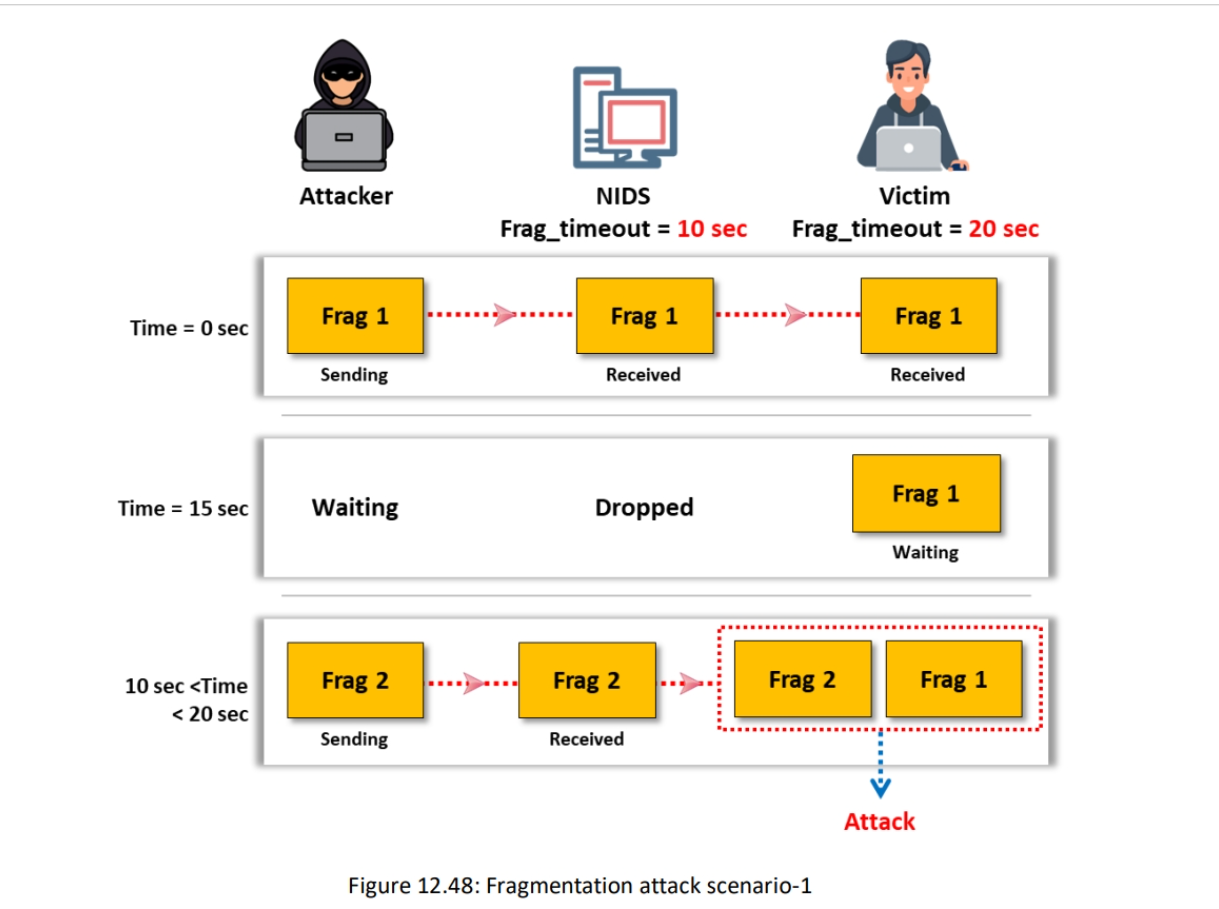 Attacker
NIDS
Victim
Frag_timeout = 10 sec
Frag_timeout = 20 sec
Time = 0 sec
Frag 1
Frag 1
Frag 1
Sending
Received
Received
Time = 15 sec
Waiting
Dropped
Frag 1
Waiting
10 sec <Time
< 20 sec
Frag 2
Frag 2
Frag 2
Frag 1
Sending
Received
Attack
Figure 12.48: Fragmentation attack scenario-1